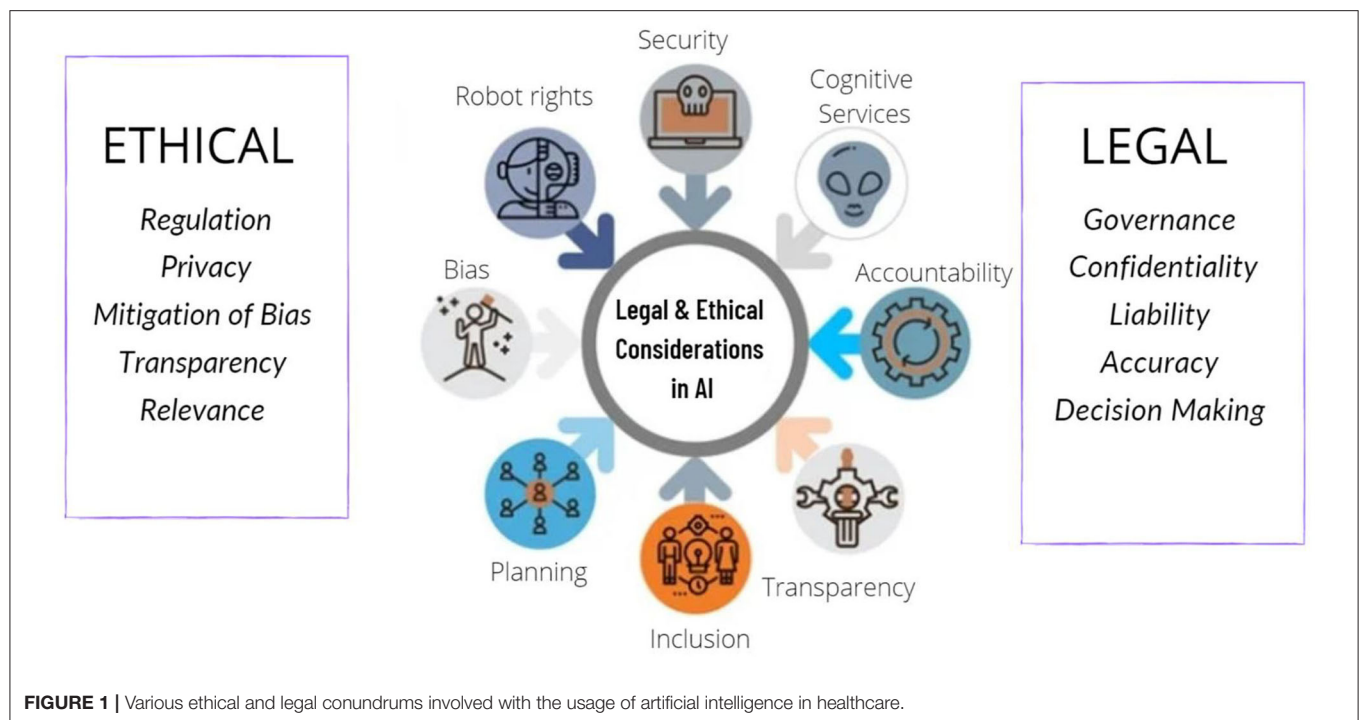 ETHICAL
Regulation
Privacy
Mitigation of Bias
Transparency
Relevance
Security
Robot rights
Cognitive
Services
Bias
Accountability
Legal & Ethical
Considerations
in AI
Planning
Transparency
Inclusion
LEGAL
Governance
Confidentiality
Liability
Accuracy
Decision Making
FIGURE 1 | Various ethical and legal conundrums involved with the usage of artificial intelligence in healthcare.